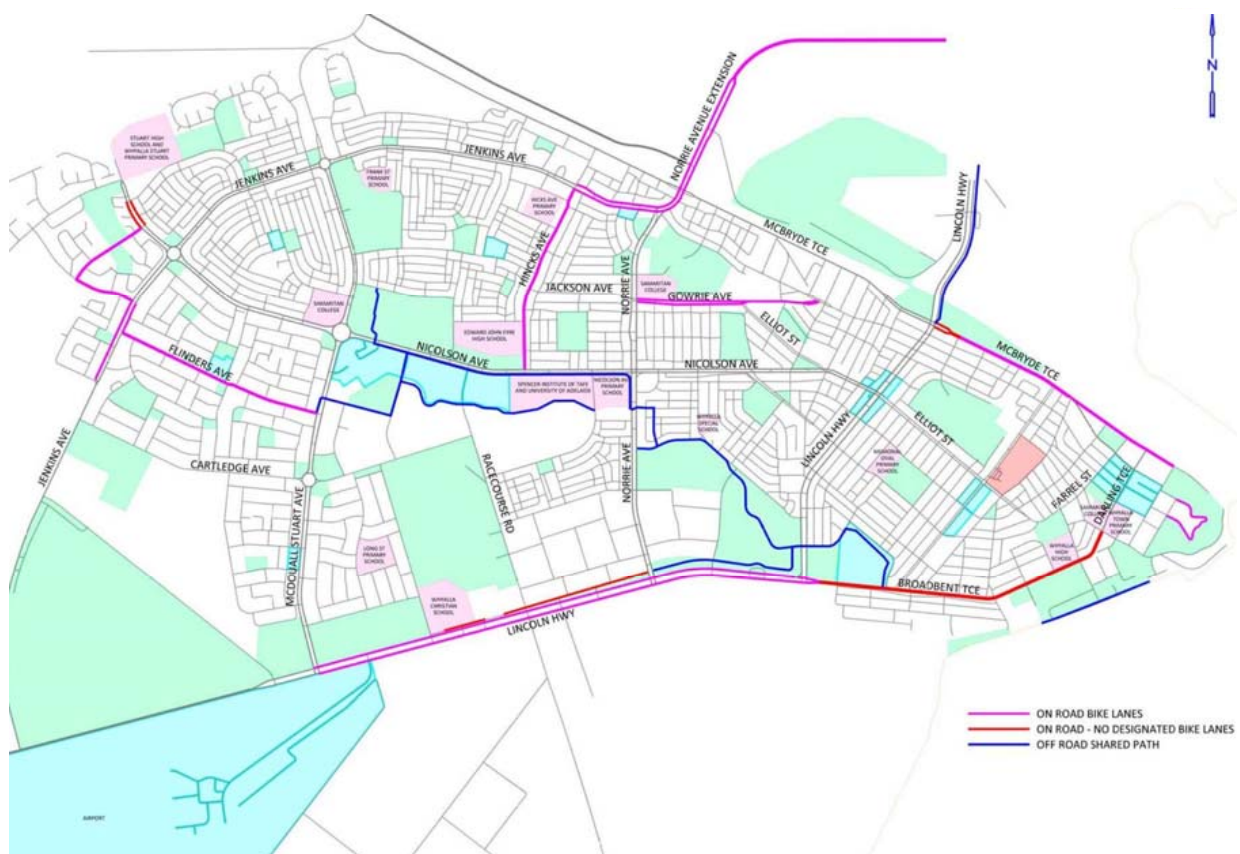 N
NORRIE AVENUE EXTENSION
STUART HIGH
SCHOOL AND
WHYALLA STUART
PRIMARY SCHOOL
JENKINS AVE
JENKINS AVE
FRANK ST
PRIMARY
SCHOOL
HICKS AVE
PRIMARY
SCHOOL
LINCOLN HWY
MCBRYDE TCE
HINCKS AVE
NORRIE AVE
JACKSON AVE
SAMARITAN
COLLEGE
GOWRIE AVE
SAMARITAN
COLLEGE
EDWARD JOHN EYRE
HIGH SCHOOL
ELLIOT ST
MCBRYDE TCE
FLINDERS AVE
NICOLSON AVE
NICOLSON AVE
SPENCER INSTITUTE OF TAFE
AND UNIVERSITY OF ADELAIDE
NICOLSON AV
PRIMARY
SCHOOL
WHYALLA
SPECIAL
SCHOOL
LINCOLN HWY
ELLIOT ST
MEMORIAL
OVAL
PRIMARY
SCHOOL
JENKINS AVE
CARTLEDGE AVE
RACECOURSE RD
NORRIE AVE
FARREL ST
DARLING TCE
SAMARITAN
COLLEGE
WHYALLA
TOWN
PRIMARY
SCHOOL
MCDOUALL STUART AVE
LONG ST
PRIMARY
SCHOOL
WHYALLA
HIGH
SCHOOL
WHYALLA
CHRISTIAN
SCHOOL
BROADBENT TCE
LINCOLN HWY
ON ROAD BIKE LANES
ON ROAD - NO DESIGNATED BIKE LANES
OFF ROAD SHARED PATH
AIRPORT